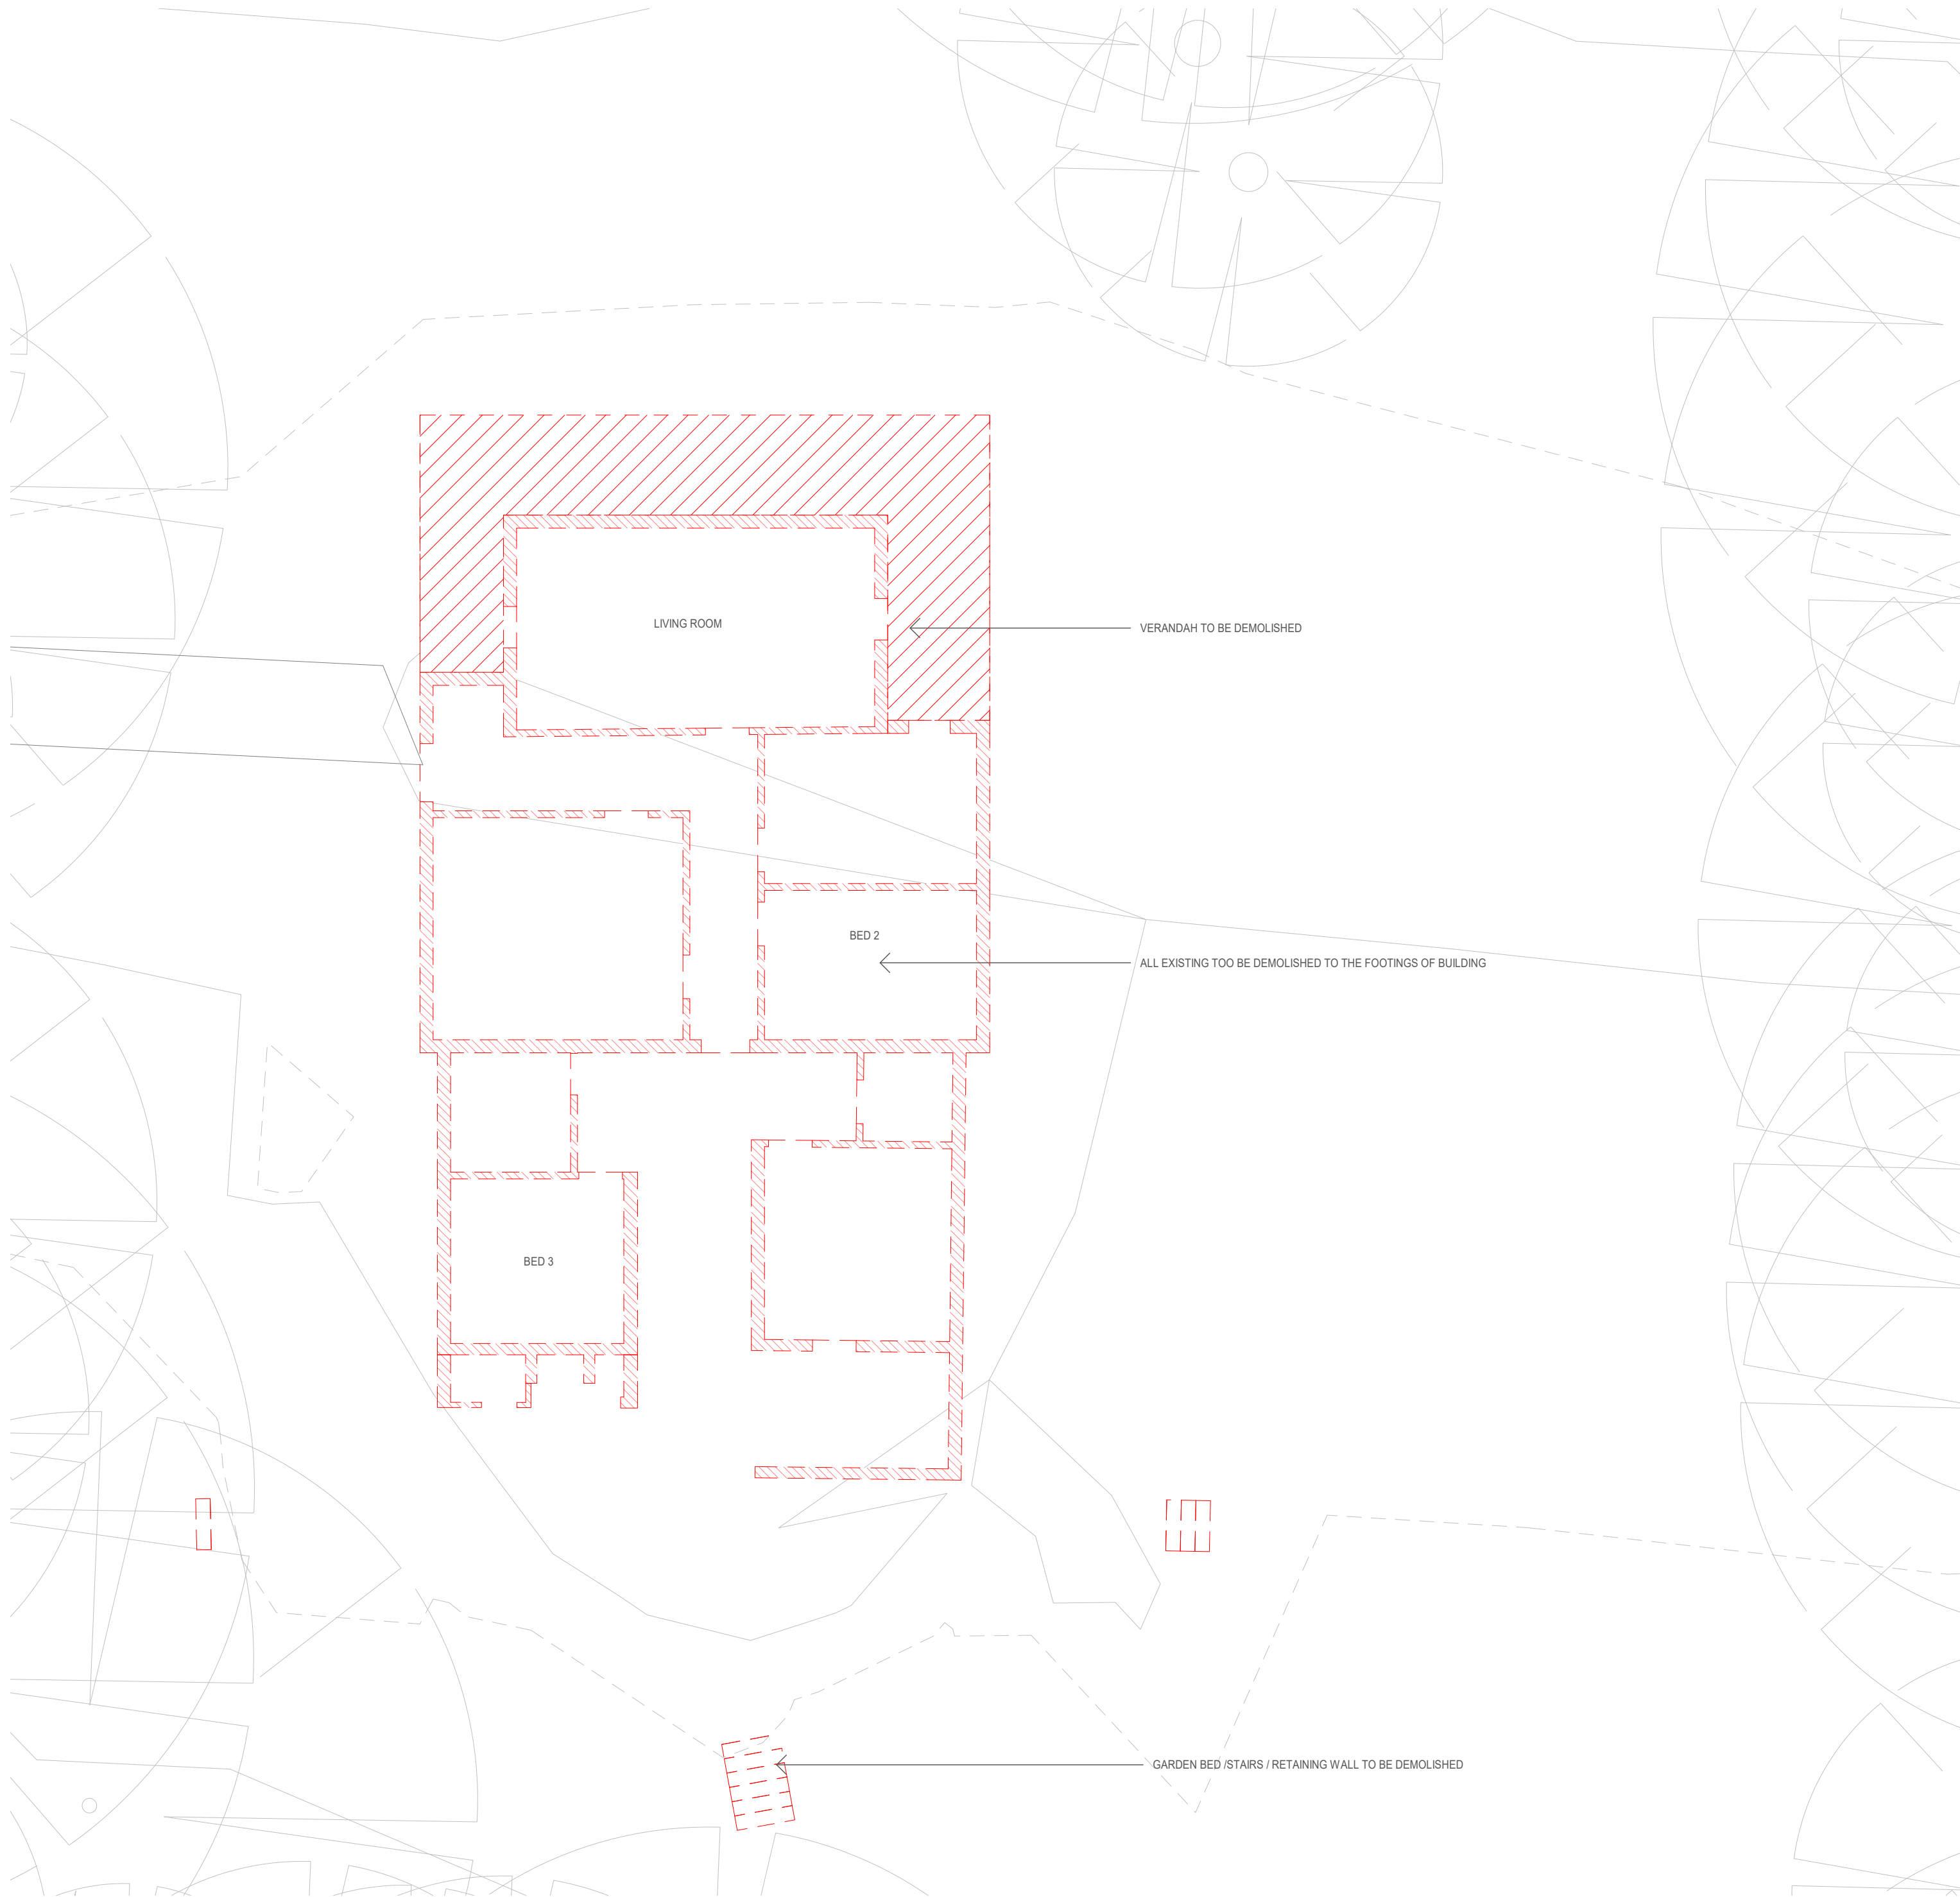 LIVING ROOM
VERANDAH TO BE DEMOLISHED
BED 2
ALL EXISTING TOO BE DEMOLISHED TO THE FOOTINGS OF BUILDING
BED 3
GARDEN BED /STAIRS / RETAINING WALL TO BE DEMOLISHED